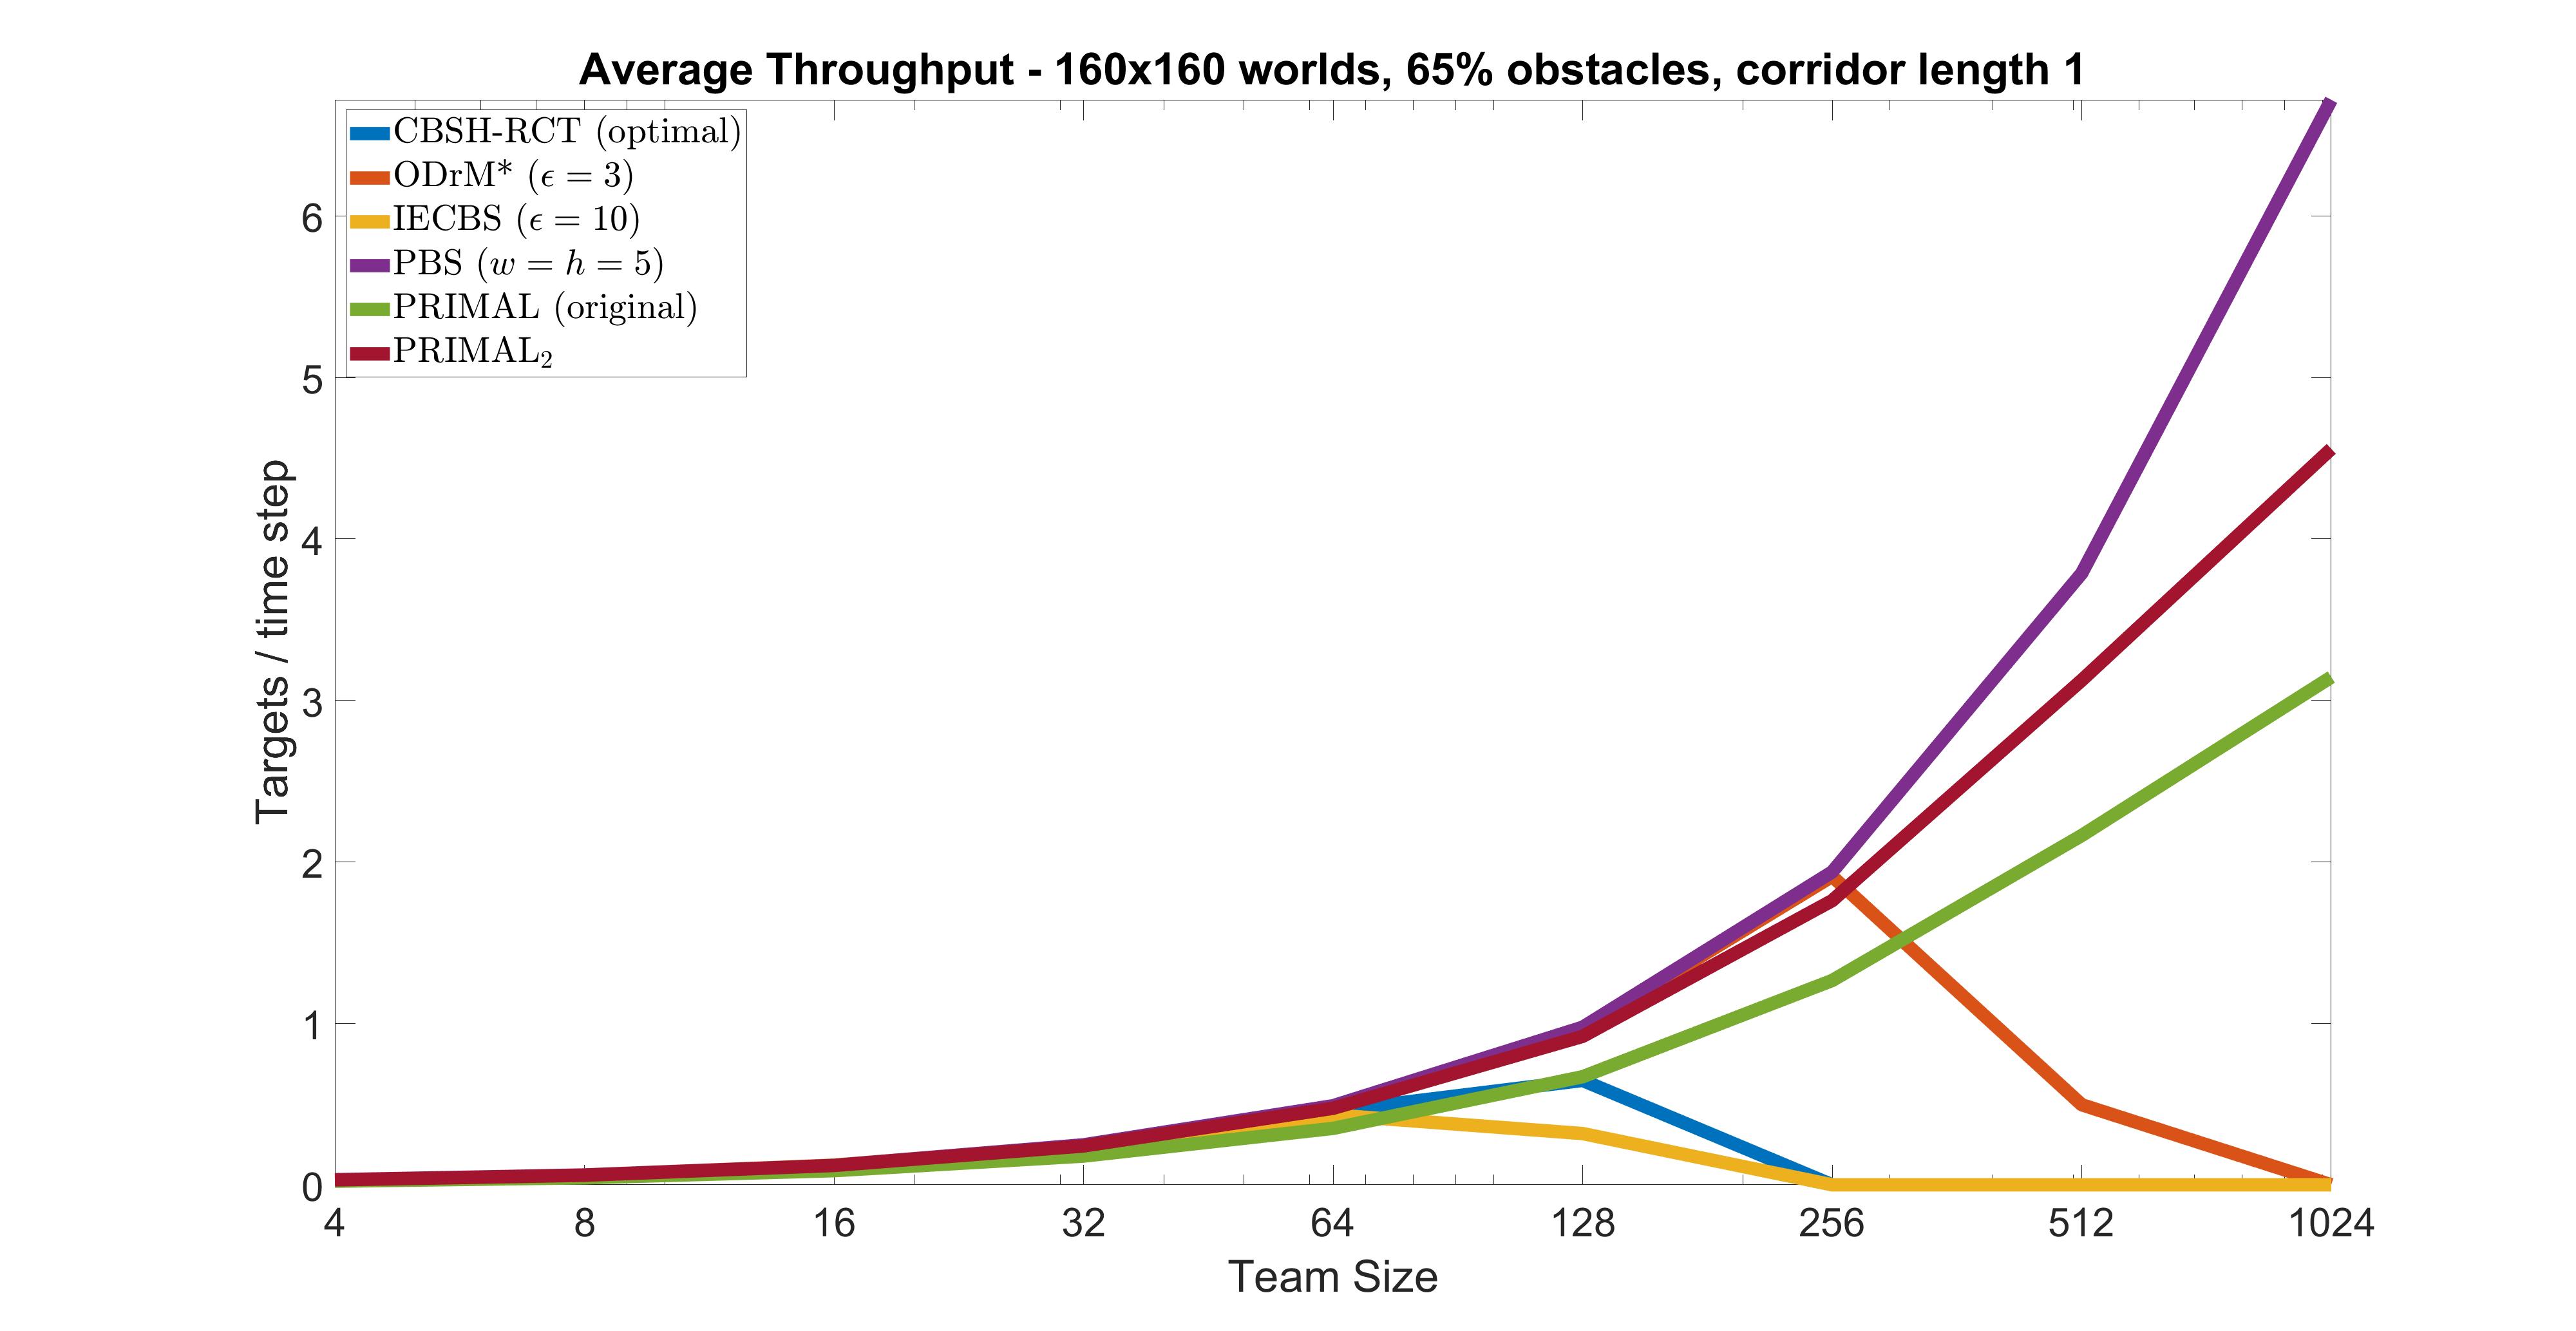 Average Throughput - 160x160 worlds, 65% obstacles, corridor length 1
CBSH-RCT (optimal)
ODrM* (ϵ = 3)
IECBS (ϵ = 10)
PBS (w = h = 5)
PRIMAL (original)
PRIMAL₂
6
5
4
3
2
1
0
Targets / time step
4 8 16 32 64 128 256 512 1024
Team Size